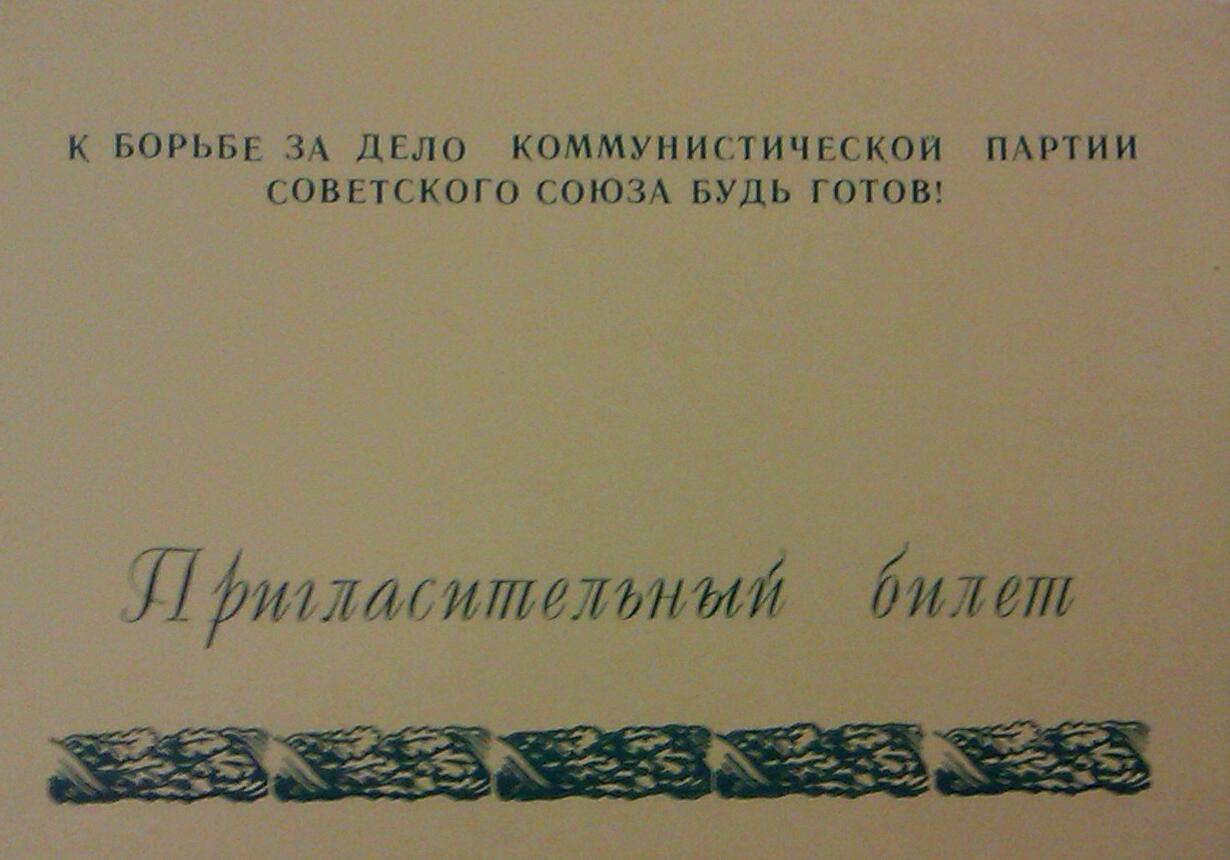 К БОРЬБЕ ЗА ДЕЛО КОММУНИСТИЧЕСКОЙ ПАРТИИ
СОВЕТСКОГО СОЮЗА БУДЬ ГОТОВ!
Пригласительный билет